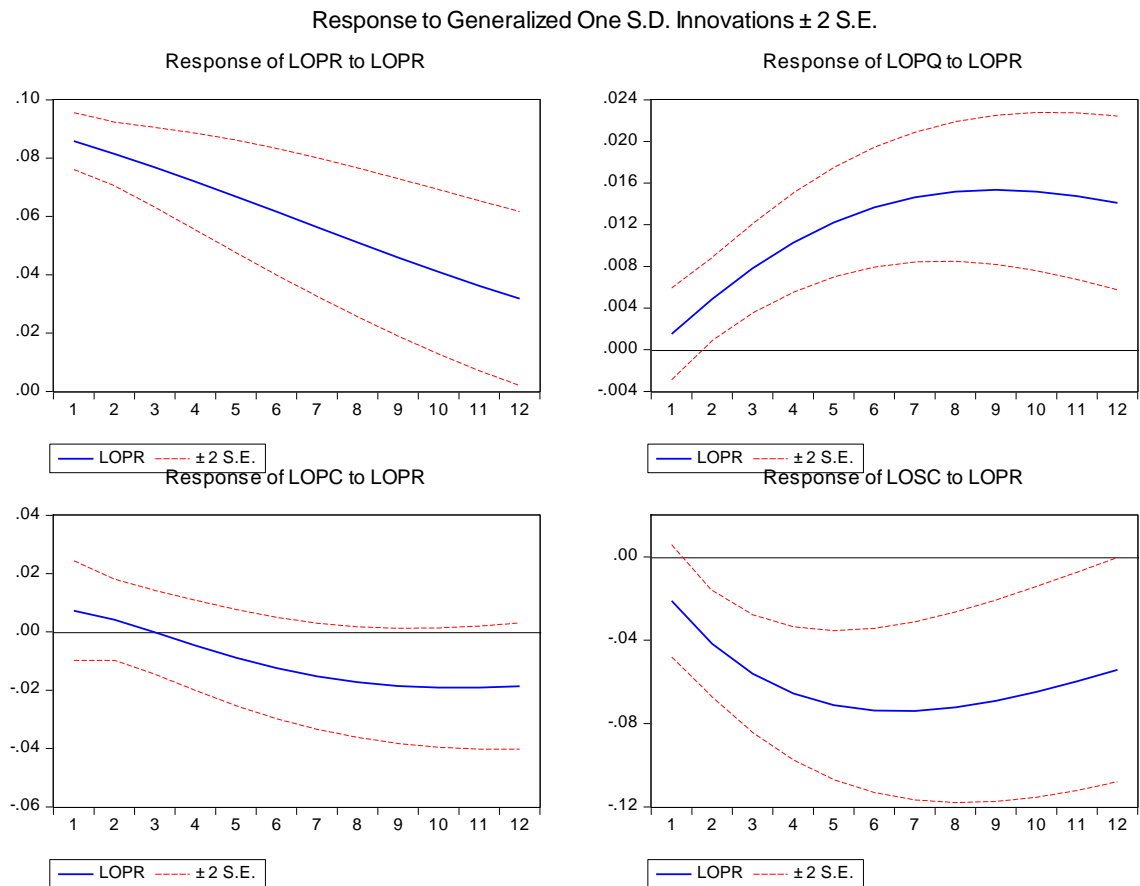 Response to Generalized One S.D. Innovations ± 2 S.E.
Response of LOPR to LOPR
.10
.08
.06
.04
.02
.00
1 2 3 4 5 6 7 8 9 10 11 12
LOPR ± 2 S.E.
Response of LOPQ to LOPR
.024
.020
.016
.012
.008
.004
.000
-.004
1 2 3 4 5 6 7 8 9 10 11 12
LOPR ± 2 S.E.
Response of LOPC to LOPR
.04
.02
.00
-.02
-.04
-.06
1 2 3 4 5 6 7 8 9 10 11 12
LOPR ± 2 S.E.
Response of LOSC to LOPR
.00
-.04
-.08
-.12
1 2 3 4 5 6 7 8 9 10 11 12
LOPR ± 2 S.E.